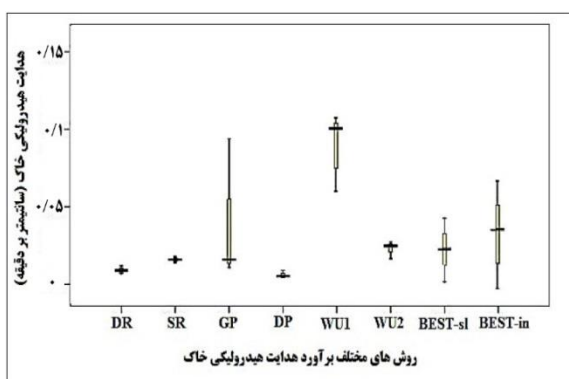 هدایت هیدرولیکی خاک (سانتیمتر بر دقیقه)
۰/۱۵
۰/۱
۰/۰۵
۰
DR SR GP DP WU1 WU2 BEST-sl BEST-in
روش های مختلف برآورد هدایت هیدرولیکی خاک